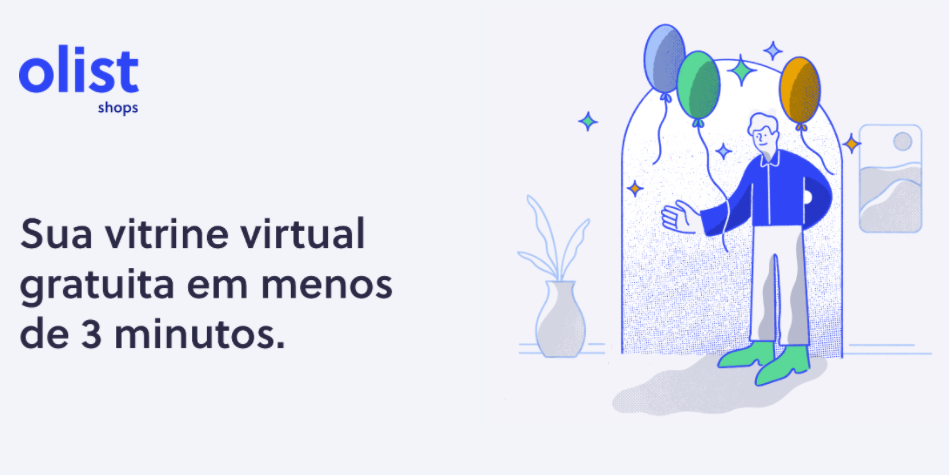 olist
shops
Sua vitrine virtual
gratuita em menos
de 3 minutos.